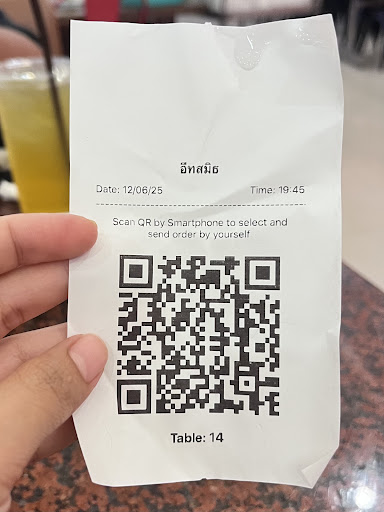 อีทสมิธ
Date: 12/06/25 Time: 19:45
Scan QR by Smartphone to select and
send order by yourself
Table: 14